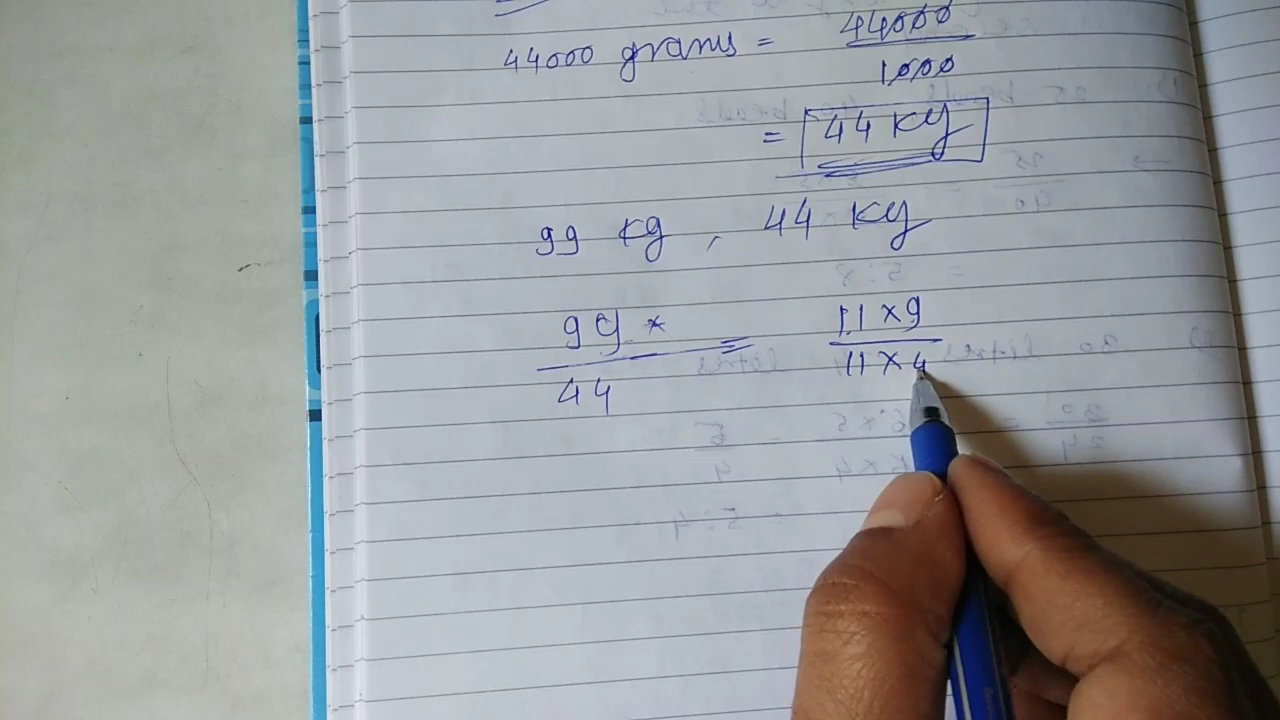 44000 grams = 44000
1000
= 44 Kg
99 kg , 44 Kg
99 = 11 x 9
44 11 x 4